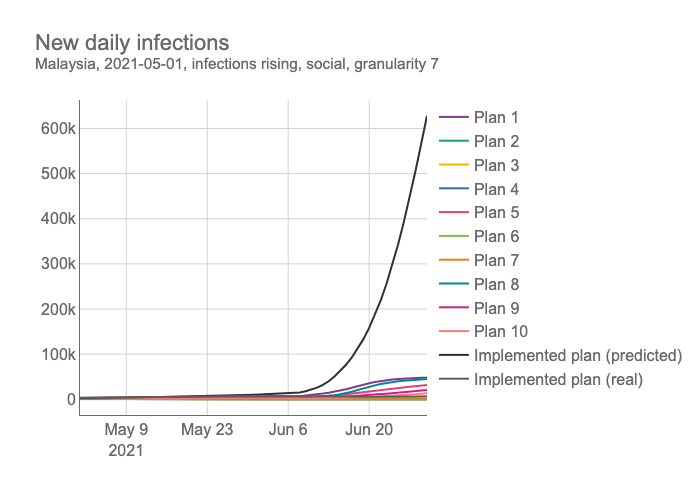 New daily infections
Malaysia, 2021-05-01, infections rising, social, granularity 7
600k
500k
400k
300k
200k
100k
0
May 9
2021
May 23
Jun 6
Jun 20
Plan 1
Plan 2
Plan 3
Plan 4
Plan 5
Plan 6
Plan 7
Plan 8
Plan 9
Plan 10
Implemented plan (predicted)
Implemented plan (real)